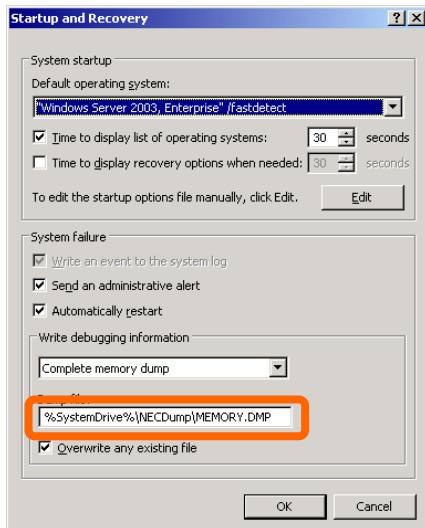 Startup and Recovery
System startup
Default operating system:
"Windows Server 2003, Enterprise" /fastdetect
Time to display list of operating systems: 30 seconds
Time to display recovery options when needed: 30 seconds
To edit the startup options file manually, click Edit. Edit
System failure
Write an event to the system log
Send an administrative alert
Automatically restart
Write debugging information
Complete memory dump
%SystemDrive%\NECDump\MEMORY.DMP
Overwrite any existing file
OK Cancel